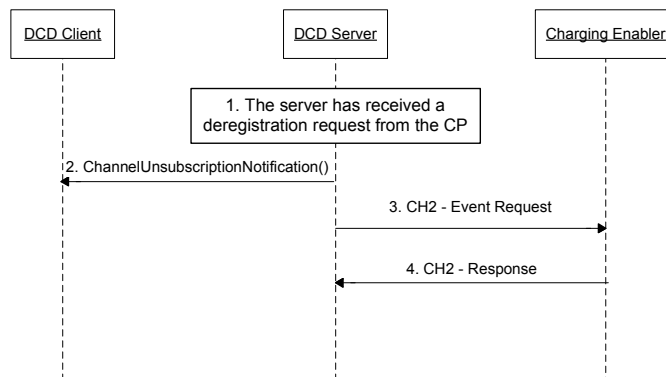 DCD Client
DCD Server
Charging Enabler
1. The server has received a
deregistration request from the CP
2. ChannelUnsubscriptionNotification()
3. CH2 - Event Request
4. CH2 - Response